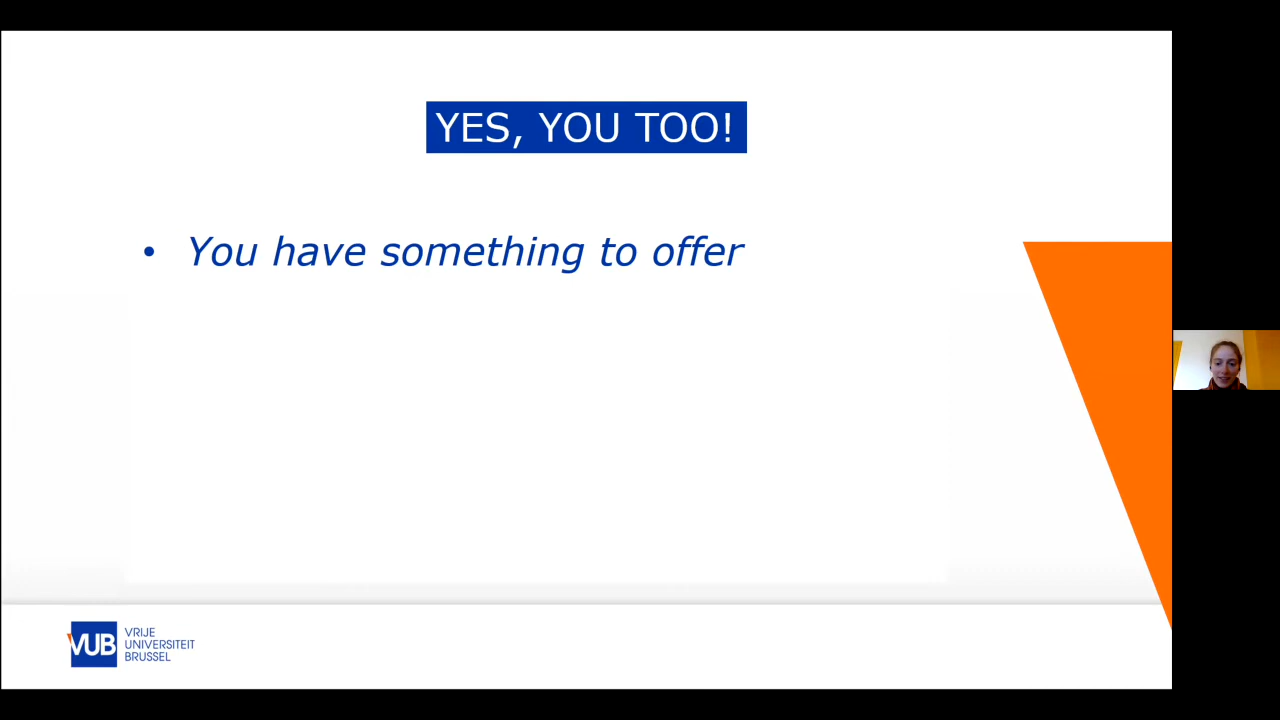 YES, YOU TOO!
• You have something to offer
VUB
VRIJE
UNIVERSITEIT
BRUSSEL